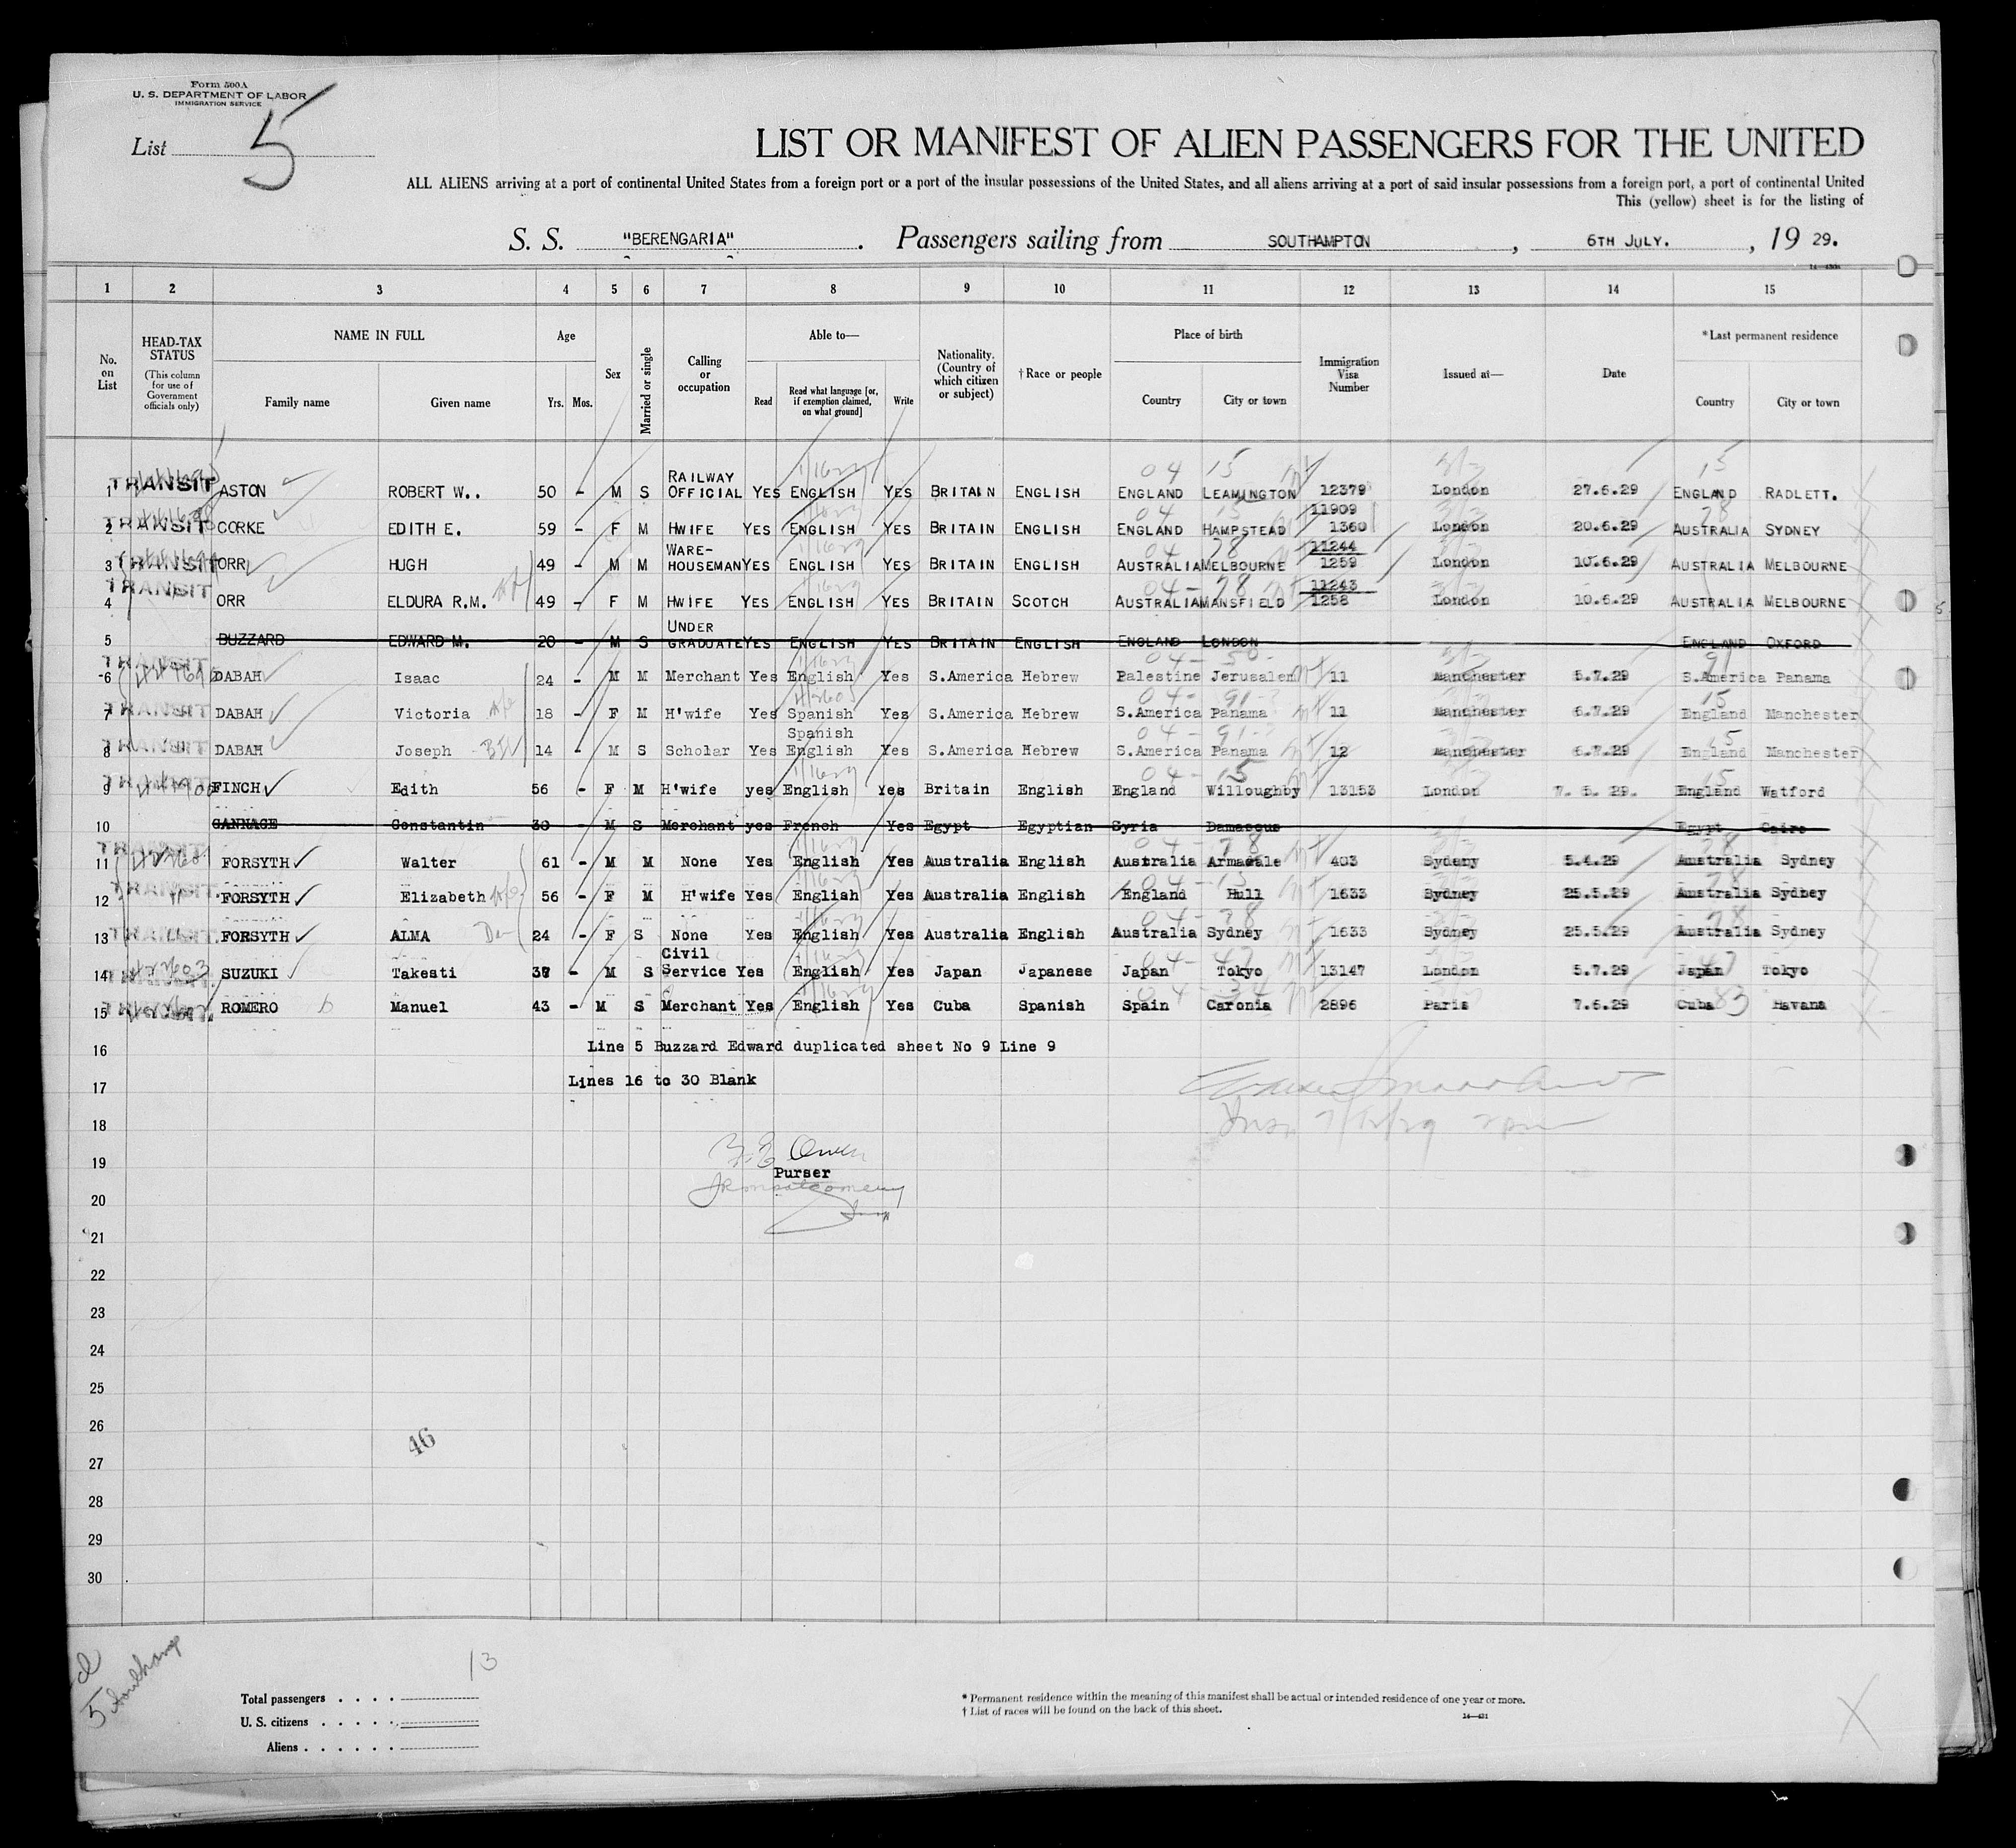 Form 500A
U. S. DEPARTMENT OF LABOR
IMMIGRATION SERVICE
List 5
LIST OR MANIFEST OF ALIEN PASSENGERS FOR THE UNITED
ALL ALIENS arriving at a port of continental United States from a foreign port or a port of the insular possessions of the United States, and all aliens arriving at a port of said insular possessions from a foreign port, a port of continental United
This (yellow) sheet is for the listing of
S. S. "BERENGARIA". Passengers sailing from SOUTHAMPTON, 6TH JULY., 19 29.
1 2 3 4 5 6 7 8 9 10 11 12 13 14 15
No. on List
HEAD-TAX STATUS
(This column for use of Government officials only)
NAME IN FULL
Family name Given name
Age
Yrs. Mos.
Sex
Married or single
Calling or occupation
Able to—
Read
Read what language [or, if exemption claimed, on what ground]
Write
Nationality. (Country of which citizen or subject)
†Race or people
Place of birth
Country City or town
Immigration Visa Number
Issued at—
Date
*Last permanent residence
Country City or town
1 TRANSIT ASTON ROBERT W.. 50 - M S RAILWAY OFFICIAL YES ENGLISH YES BRITAIN ENGLISH ENGLAND LEAMINGTON 12379 London 27.6.29 ENGLAND RADLETT.
2 TRANSIT CORKE EDITH E. 59 - F M HWIFE YES ENGLISH YES BRITAIN ENGLISH ENGLAND HAMPSTEAD 11909 1360 London 20.6.29 AUSTRALIA SYDNEY
3 TRANSIT ORR HUGH 49 - M M WARE-HOUSEMAN YES ENGLISH YES BRITAIN ENGLISH AUSTRALIA MELBOURNE 11244 1259 London 10.6.29 AUSTRALIA MELBOURNE
4 TRANSIT ORR ELDURA R.M. 49 - F M HWIFE YES ENGLISH YES BRITAIN SCOTCH AUSTRALIA MANSFIELD 11243 1258 London 10.6.29 AUSTRALIA MELBOURNE
5 BUZZARD EDWARD M. 20 - M S UNDER GRADUATE YES ENGLISH YES BRITAIN ENGLISH ENGLAND LONDON ENGLAND OXFORD
6 TRANSIT DABAH Isaac 24 - M M Merchant Yes English Yes S.America Hebrew Palestine Jerusalem 11 Manchester 5.7.29 S.America Panama
7 TRANSIT DABAH Victoria 18 - F M H'wife Yes Spanish Yes S.America Hebrew S.America Panama 11 Manchester 6.7.29 England Manchester
8 TRANSIT DABAH Joseph 14 - M S Scholar Yes Spanish English Yes S.America Hebrew S.America Panama 12 Manchester 6.7.29 England Manchester
9 TRANSIT FINCH Edith 56 - F M H'wife yes English Yes Britain English England Willoughby 13153 London 7. 5. 29. England Watford
10 Constantin 30 - M S Merchant yes French Yes Egypt Egyptian Syria Damascus Egypt Cairo
11 TRANSIT FORSYTH Walter 61 - M M None Yes English Yes Australia English Australia Armadale 403 Sydney 5.4.29 Australia Sydney
12 TRANSIT FORSYTH Elizabeth 56 - F M H'wife Yes English Yes Australia English England Hull 1633 Sydney 25.5.29 Australia Sydney
13 TRANSIT FORSYTH ALMA 24 - F S None Yes English Yes Australia English Australia Sydney 1633 Sydney 25.5.29 Australia Sydney
14 TRANSIT SUZUKI Takesti 37 - M S Civil Service Yes English Yes Japan Japanese Japan Tokyo 13147 London 5.7.29 Japan Tokyo
15 TRANSIT ROMERO Manuel 43 - M S Merchant Yes English Yes Cuba Spanish Spain Caronia 2896 Paris 7.6.29 Cuba Havana
16 Line 5 Buzzard Edward duplicated sheet No 9 Line 9
17 Lines 16 to 30 Blank
18
19
Purser
20
21
22
23
24
25
26
46
27
28
29
30
13
Total passengers . . . .
U. S. citizens . . . . .
Aliens . . . . . .
* Permanent residence within the meaning of this manifest shall be actual or intended residence of one year or more.
† List of races will be found on the back of this sheet.